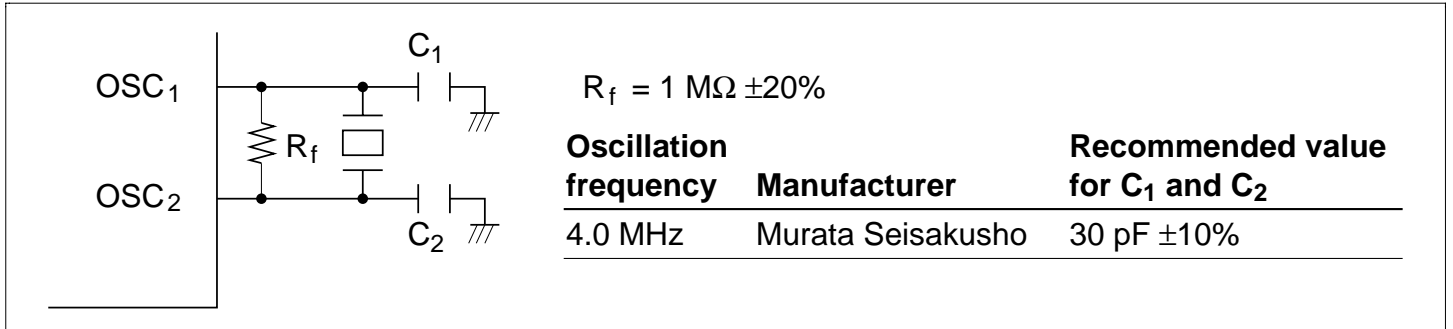 C1
OSC1
Rf
OSC2
C2
Rf = 1 MΩ ±20%
Oscillation frequency Manufacturer Recommended value for C1 and C2
4.0 MHz Murata Seisakusho 30 pF ±10%